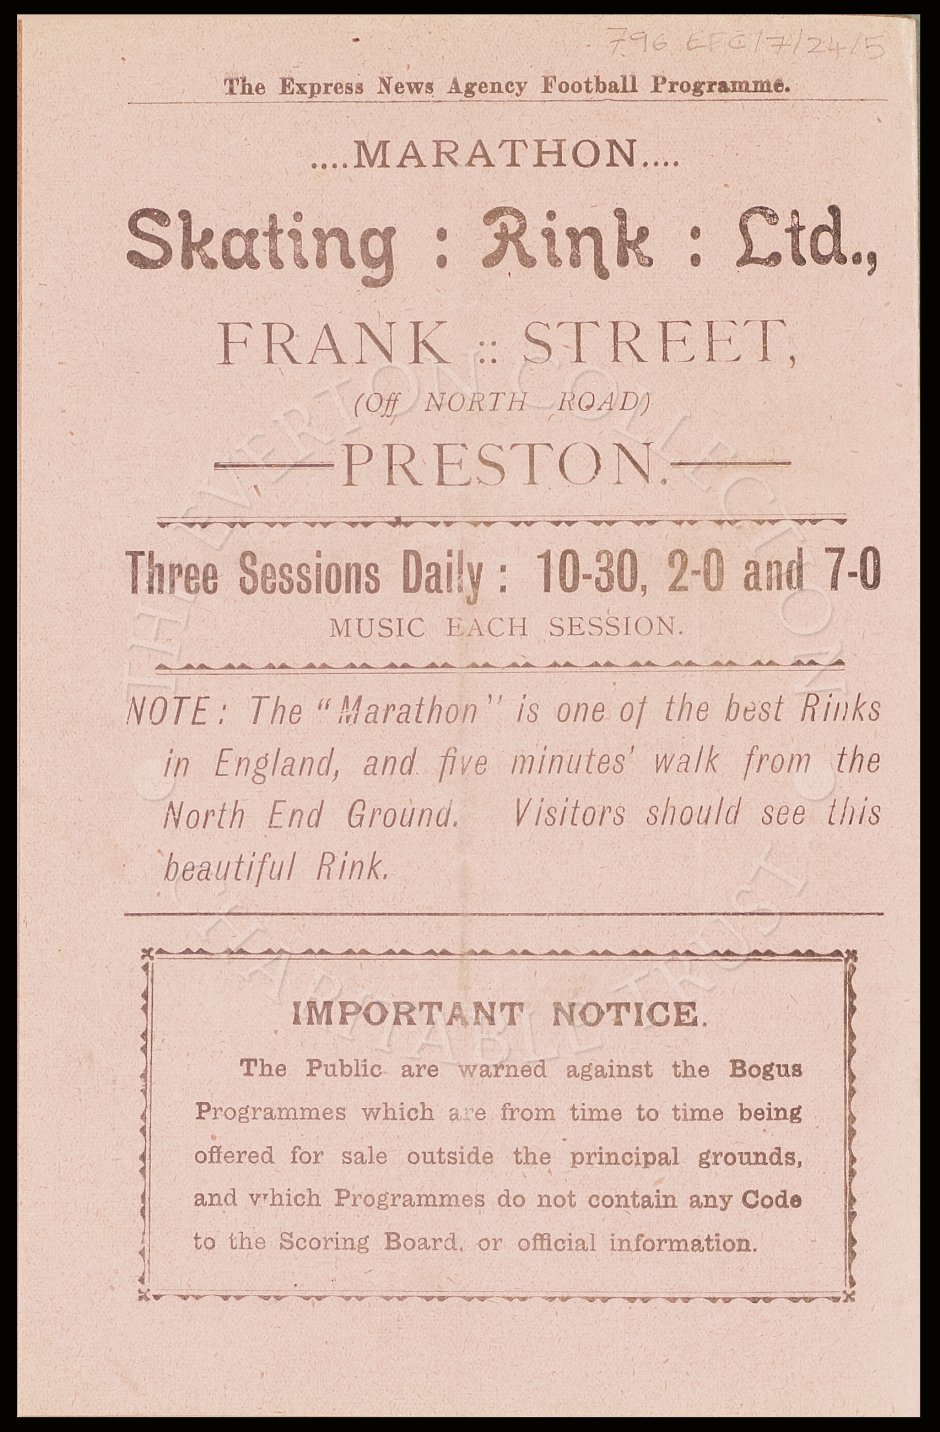 796 EFC/7/24/5
The Express News Agency Football Programme.
....MARATHON....
Skating : Rink : Ltd.,
FRANK :: STREET,
(Off NORTH ROAD)
PRESTON.
Three Sessions Daily : 10-30, 2-0 and 7-0
MUSIC EACH SESSION.
NOTE : The "Marathon" is one of the best Rinks
in England, and five minutes' walk from the
North End Ground. Visitors should see this
beautiful Rink.
IMPORTANT NOTICE.
The Public are warned against the Bogus
Programmes which are from time to time being
offered for sale outside the principal grounds,
and which Programmes do not contain any Code
to the Scoring Board, or official information.
THE EVERTON COLLECTION
CHARITABLE TRUST